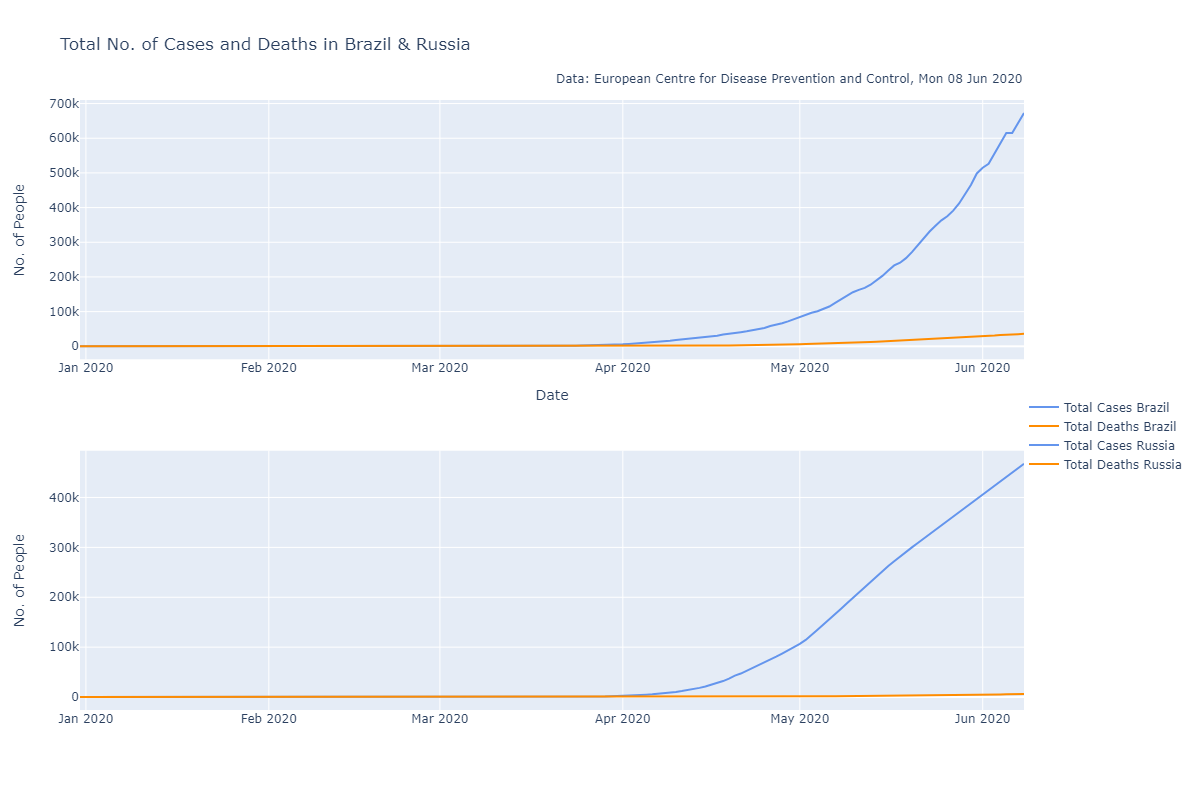 Total No. of Cases and Deaths in Brazil & Russia
Data: European Centre for Disease Prevention and Control, Mon 08 Jun 2020
No. of People
700k
600k
500k
400k
300k
200k
100k
0
Jan 2020 Feb 2020 Mar 2020 Apr 2020 May 2020 Jun 2020
Date
Total Cases Brazil
Total Deaths Brazil
Total Cases Russia
Total Deaths Russia
No. of People
400k
300k
200k
100k
0
Jan 2020 Feb 2020 Mar 2020 Apr 2020 May 2020 Jun 2020